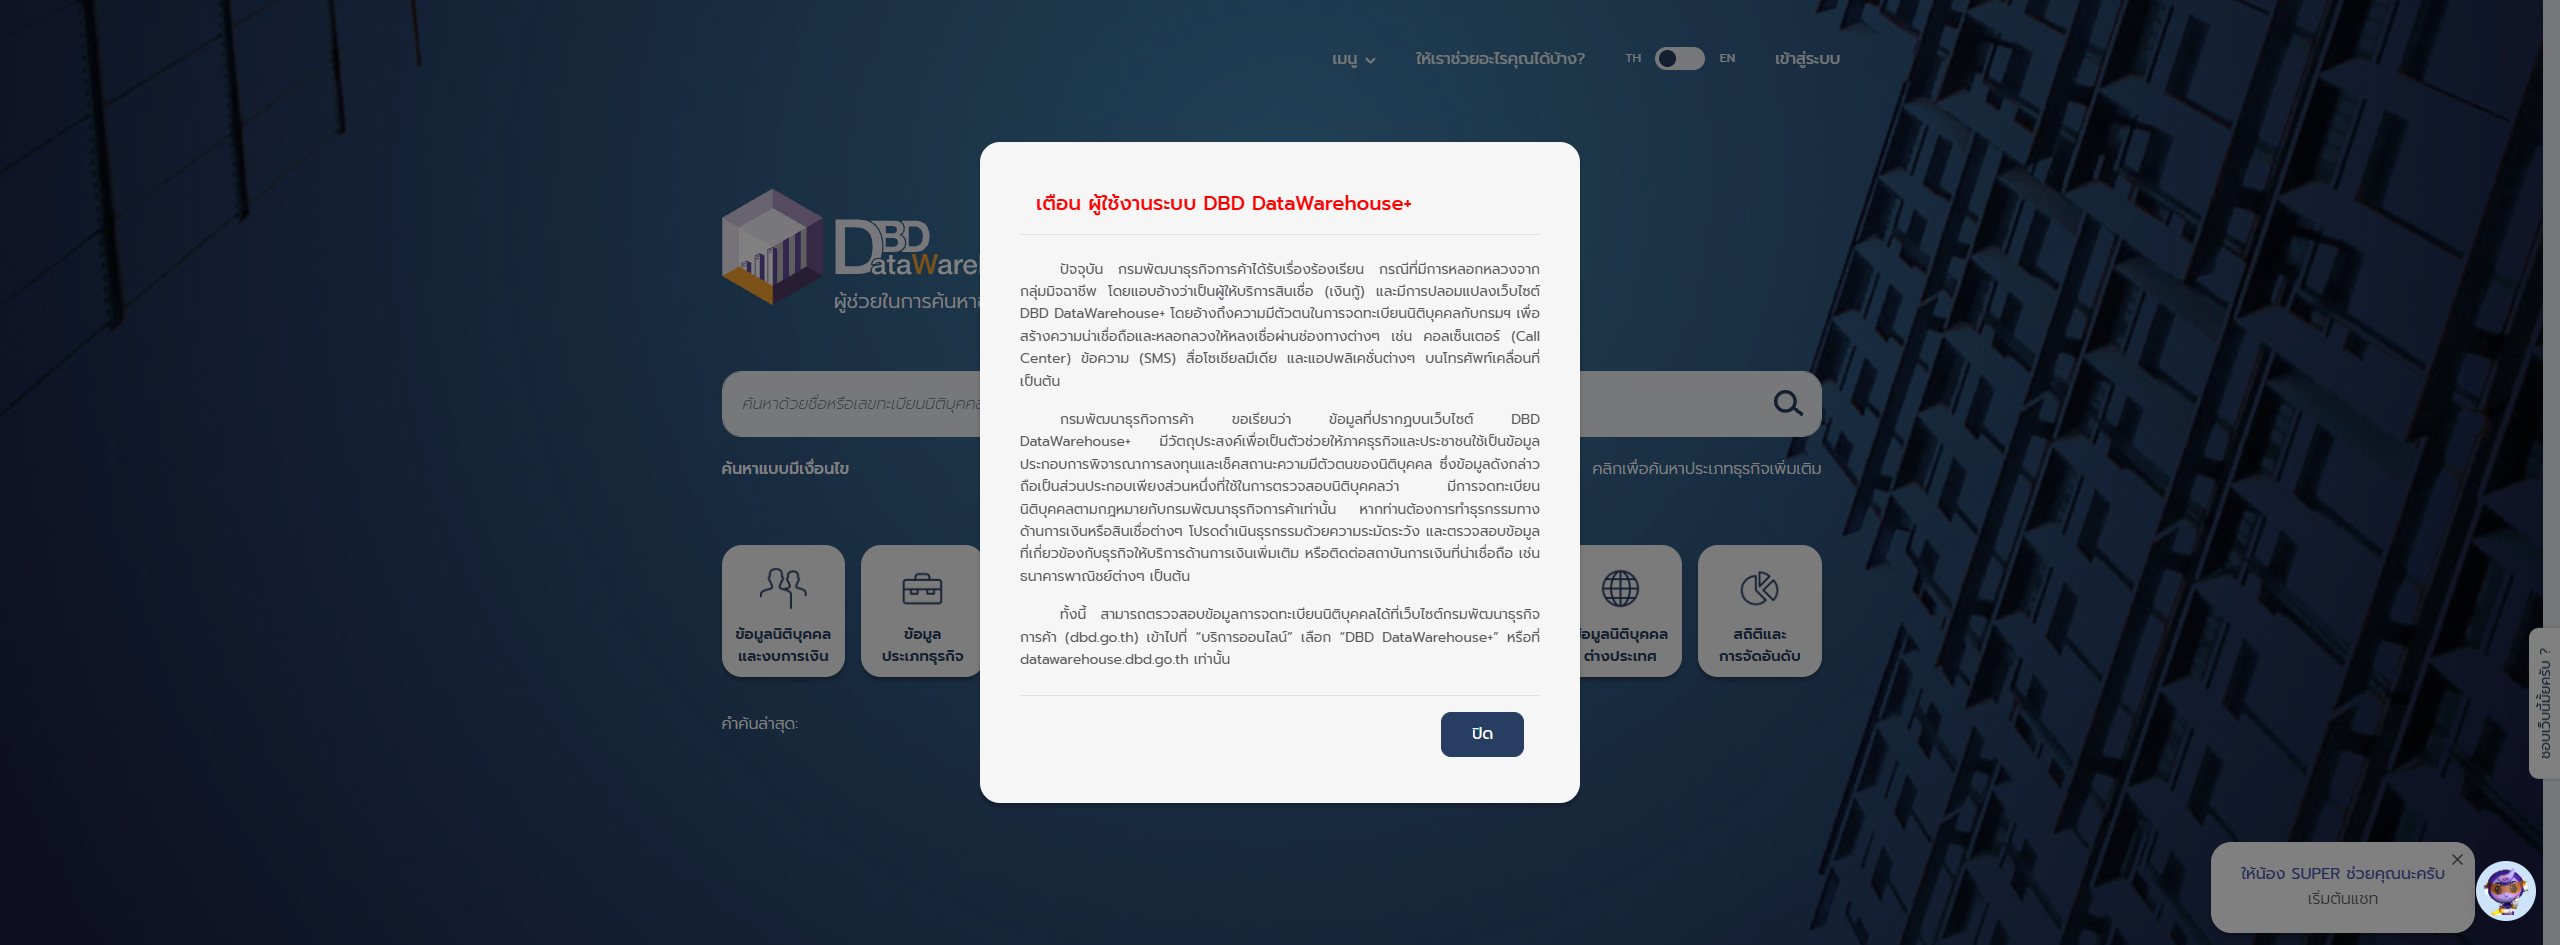 เมนู
ให้เราช่วยอะไรคุณได้บ้าง?
TH
EN
เข้าสู่ระบบ
DBD
ผู้ช่วยในการค้นหา
ค้นหาด้วยชื่อหรือเลขทะเบียนนิติบุคคล
ค้นหาแบบมีเงื่อนไข
คลิกเพื่อค้นหาประเภทธุรกิจเพิ่มเติม
ข้อมูลนิติบุคคล
และงบการเงิน
ข้อมูล
ประเภทธุรกิจ
ข้อมูลนิติบุคคล
ต่างประเทศ
สถิติและ
การจัดอันดับ
คำค้นล่าสุด:
เตือน ผู้ใช้งานระบบ DBD DataWarehouse+
ปัจจุบัน กรมพัฒนาธุรกิจการค้าได้รับเรื่องร้องเรียน กรณีที่มีการหลอกหลวงจาก
กลุ่มมิจฉาชีพ โดยแอบอ้างว่าเป็นผู้ให้บริการสินเชื่อ (เงินกู้) และมีการปลอมแปลงเว็บไซต์
DBD DataWarehouse+ โดยอ้างถึงความมีตัวตนในการจดทะเบียนนิติบุคคลกับกรมฯ เพื่อ
สร้างความน่าเชื่อถือและหลอกลวงให้หลงเชื่อผ่านช่องทางต่างๆ เช่น คอลเซ็นเตอร์ (Call
Center) ข้อความ (SMS) สื่อโซเชียลมีเดีย และแอปพลิเคชั่นต่างๆ บนโทรศัพท์เคลื่อนที่
เป็นต้น
กรมพัฒนาธุรกิจการค้า ขอเรียนว่า ข้อมูลที่ปรากฏบนเว็บไซต์ DBD
DataWarehouse+ มีวัตถุประสงค์เพื่อเป็นตัวช่วยให้ภาคธุรกิจและประชาชนใช้เป็นข้อมูล
ประกอบการพิจารณาการลงทุนและเช็คสถานะความมีตัวตนของนิติบุคคล ซึ่งข้อมูลดังกล่าว
ถือเป็นส่วนประกอบเพียงส่วนหนึ่งที่ใช้ในการตรวจสอบนิติบุคคลว่า มีการจดทะเบียน
นิติบุคคลตามกฎหมายกับกรมพัฒนาธุรกิจการค้าเท่านั้น หากท่านต้องการทำธุรกรรมทาง
ด้านการเงินหรือสินเชื่อต่างๆ โปรดดำเนินธุรกรรมด้วยความระมัดระวัง และตรวจสอบข้อมูล
ที่เกี่ยวข้องกับธุรกิจให้บริการด้านการเงินเพิ่มเติม หรือติดต่อสถาบันการเงินที่น่าเชื่อถือ เช่น
ธนาคารพาณิชย์ต่างๆ เป็นต้น
ทั้งนี้ สามารถตรวจสอบข้อมูลการจดทะเบียนนิติบุคคลได้ที่เว็บไซต์กรมพัฒนาธุรกิจ
การค้า (dbd.go.th) เข้าไปที่ “บริการออนไลน์” เลือก “DBD DataWarehouse+” หรือที่
datawarehouse.dbd.go.th เท่านั้น
ปิด
ให้น้อง SUPER ช่วยคุณนะครับ
เริ่มต้นแชท